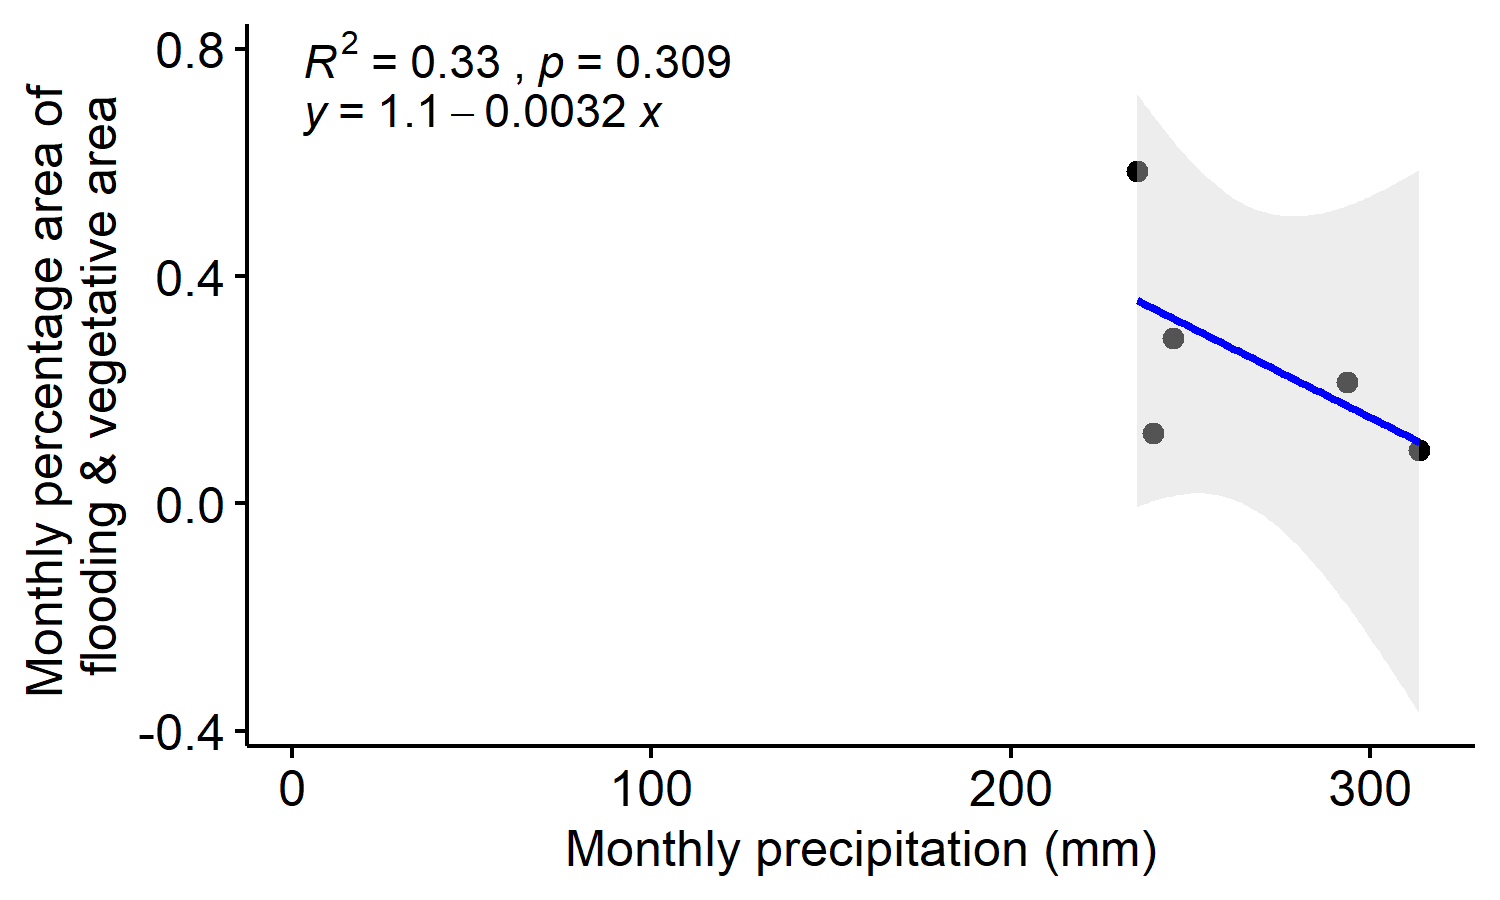 R² = 0.33 , p = 0.309
y = 1.1 – 0.0032 x
0.8
0.4
0.0
-0.4
Monthly percentage area of
flooding & vegetative area
0 100 200 300
Monthly precipitation (mm)